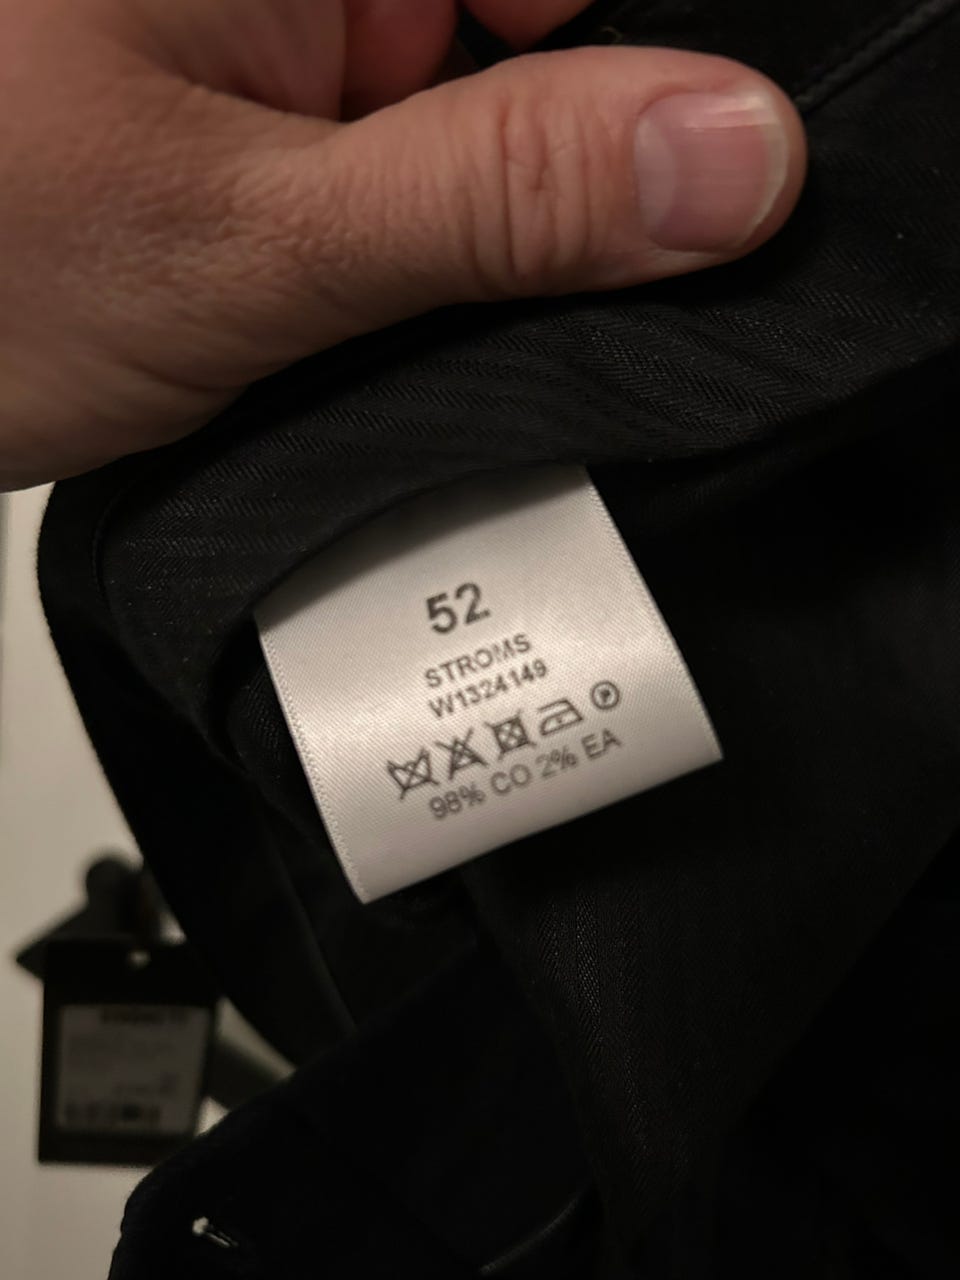 52
STROMS
W1324149
P
98% CO 2% EA